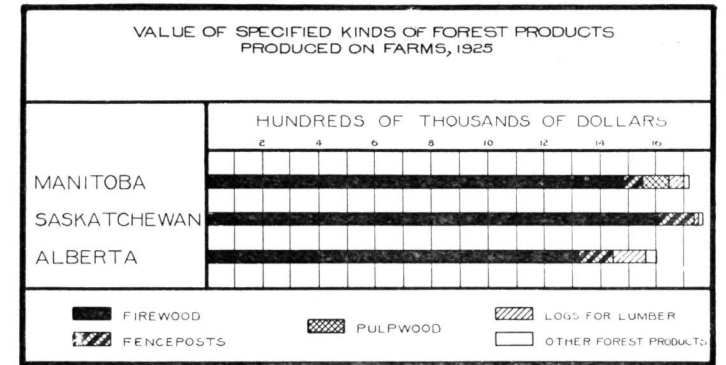 VALUE OF SPECIFIED KINDS OF FOREST PRODUCTS
PRODUCED ON FARMS, 1925
HUNDREDS OF THOUSANDS OF DOLLARS
2 4 6 8 10 12 14 16
MANITOBA
SASKATCHEWAN
ALBERTA
FIREWOOD
FENCEPOSTS
PULPWOOD
LOGS FOR LUMBER
OTHER FOREST PRODUCTS